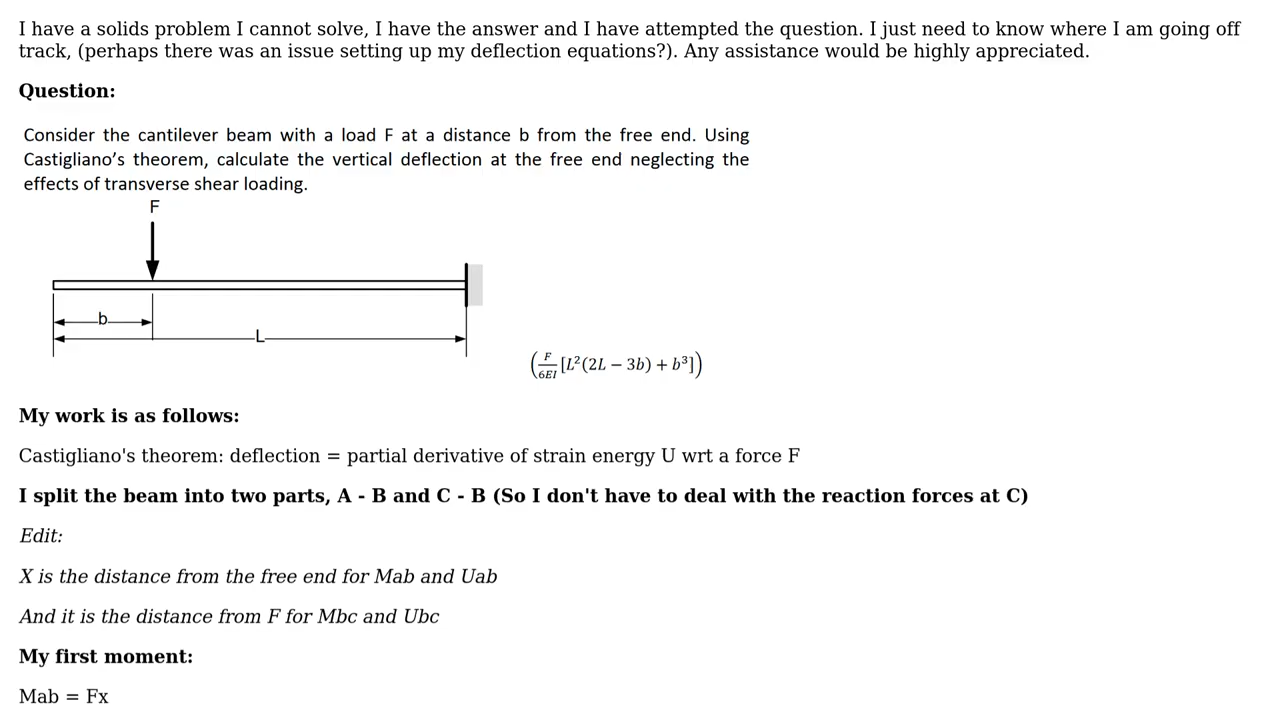 I have a solids problem I cannot solve, I have the answer and I have attempted the question. I just need to know where I am going off
track, (perhaps there was an issue setting up my deflection equations?). Any assistance would be highly appreciated.
Question:
Consider the cantilever beam with a load F at a distance b from the free end. Using
Castigliano's theorem, calculate the vertical deflection at the free end neglecting the
effects of transverse shear loading.
F
b
L
(F/6EI [L²(2L − 3b) + b³])
My work is as follows:
Castigliano's theorem: deflection = partial derivative of strain energy U wrt a force F
I split the beam into two parts, A - B and C - B (So I don't have to deal with the reaction forces at C)
Edit:
X is the distance from the free end for Mab and Uab
And it is the distance from F for Mbc and Ubc
My first moment:
Mab = Fx